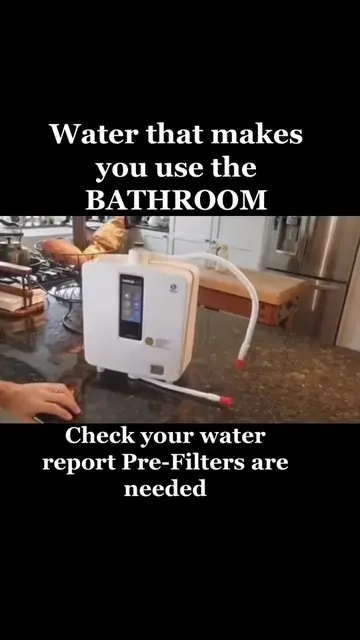 Water that makes
you use the
BATHROOM
Check your water
report Pre-Filters are
needed